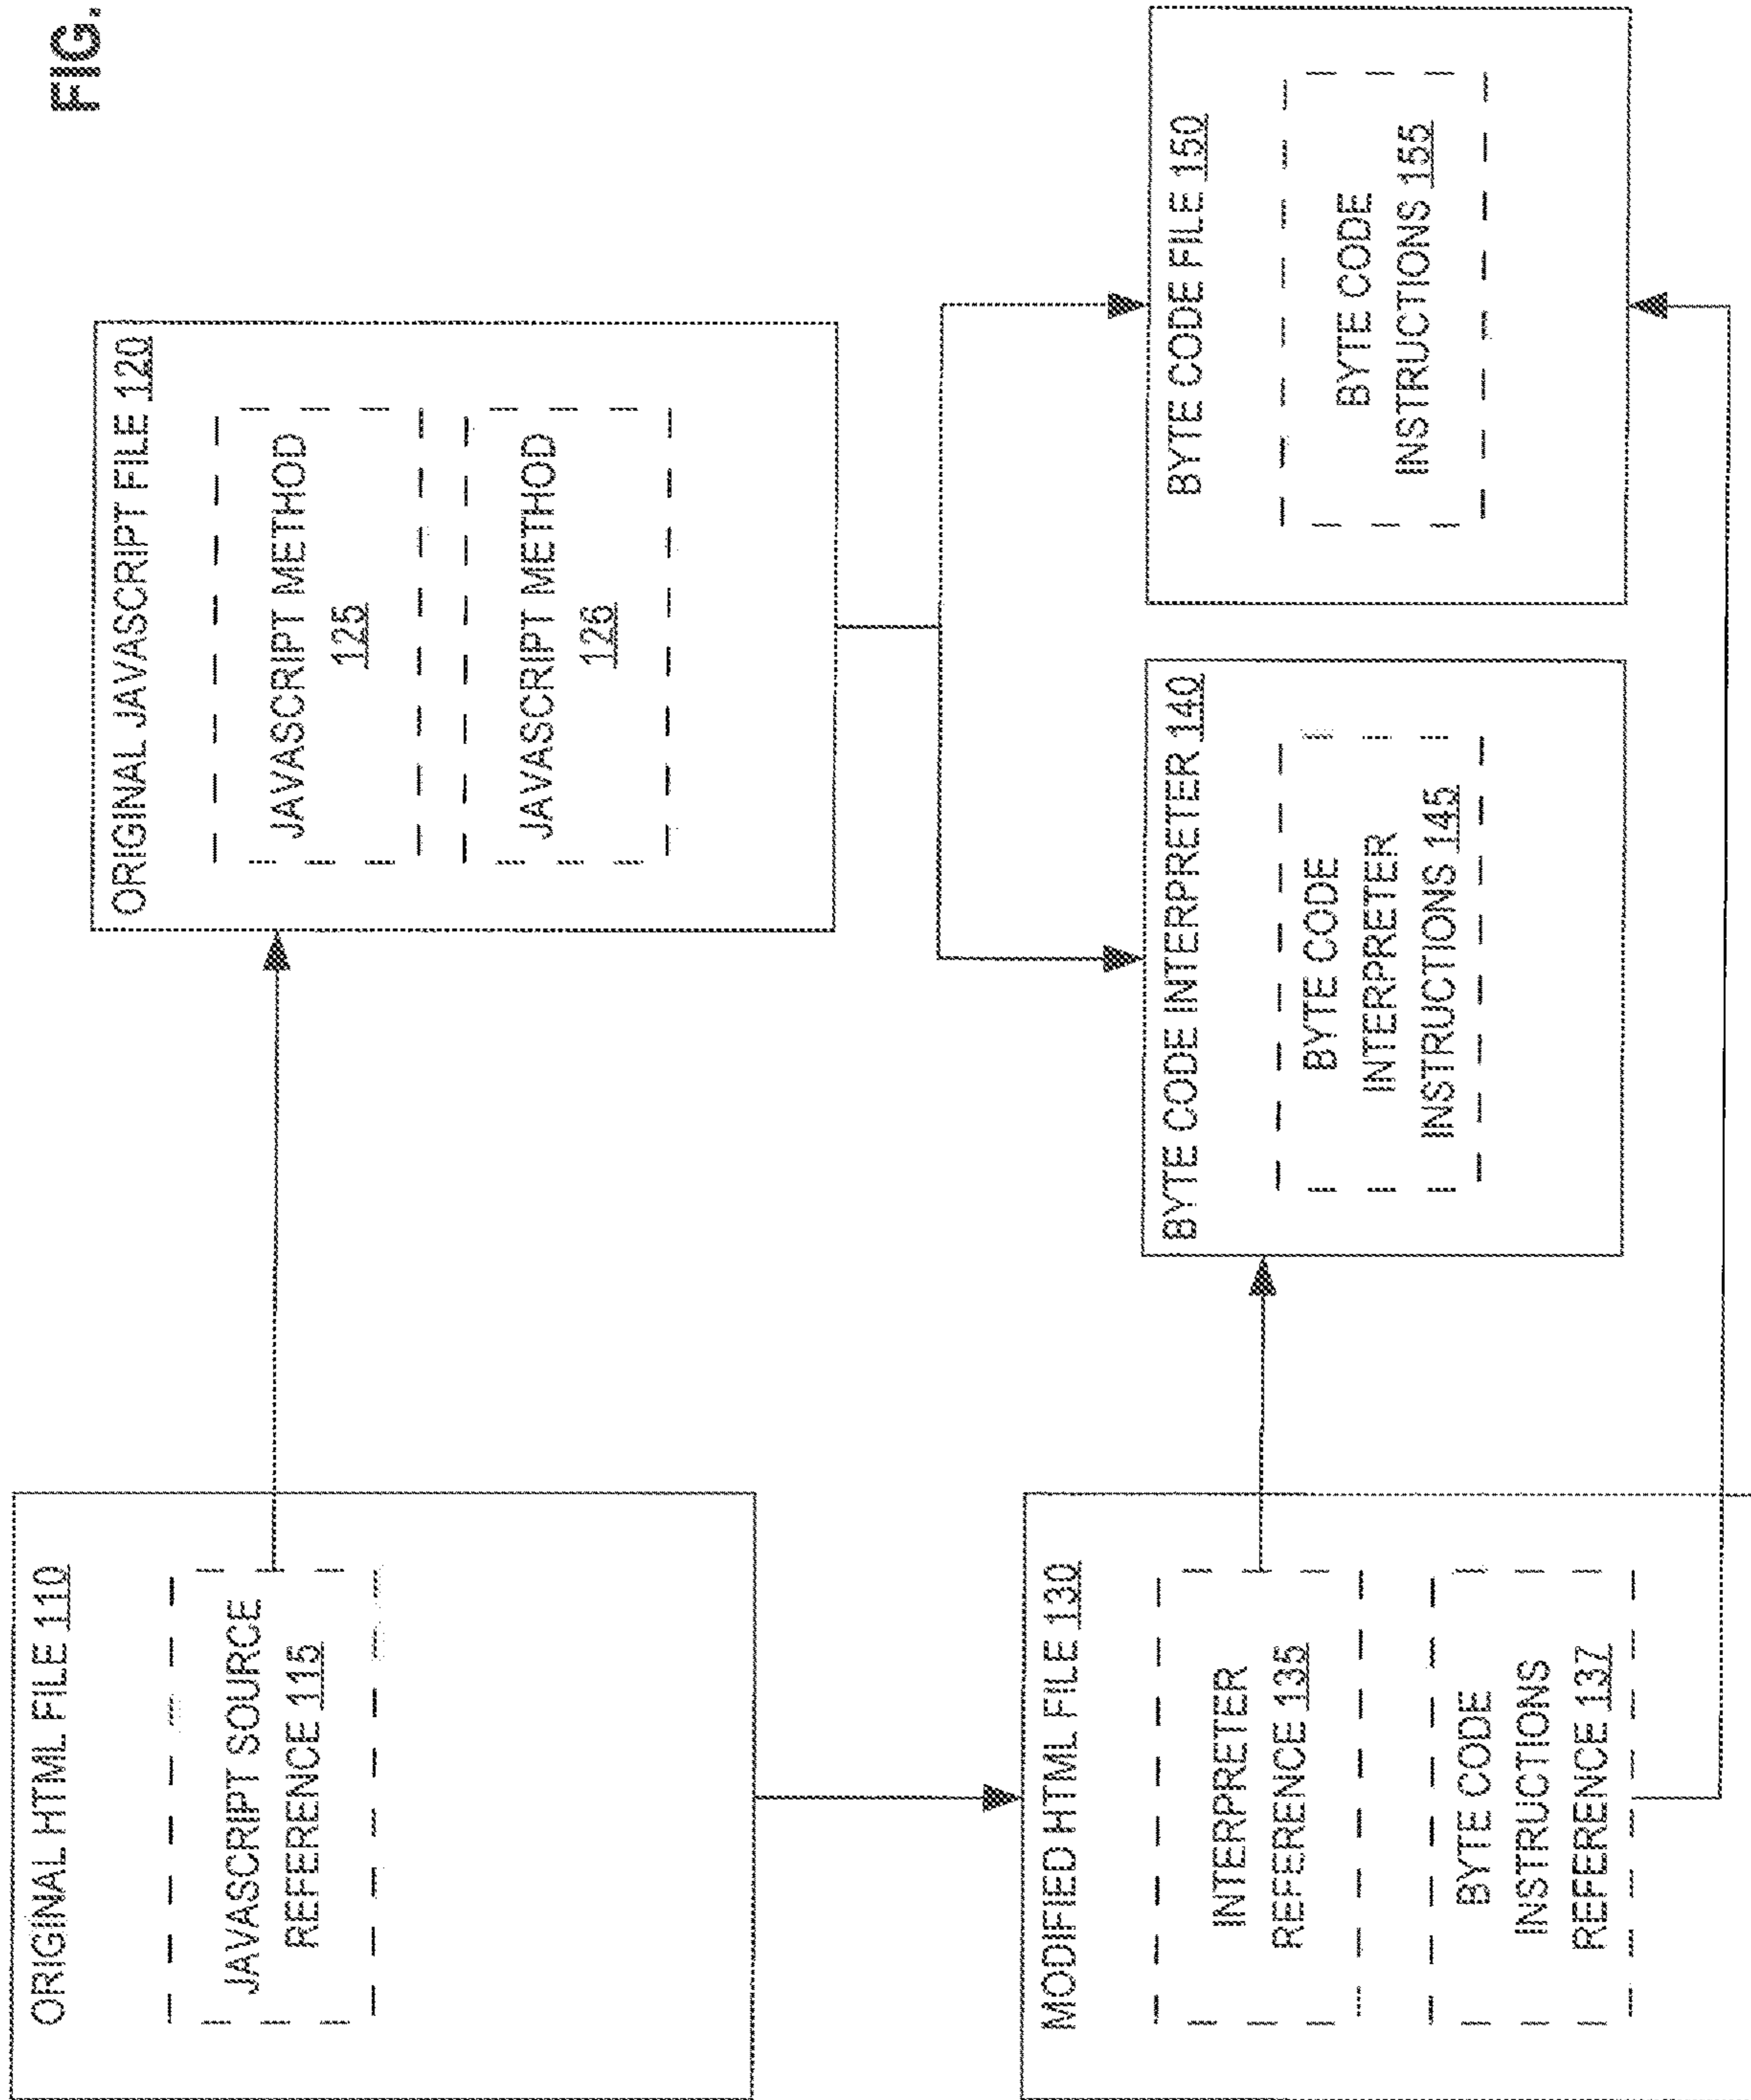 FIG.
ORIGINAL HTML FILE 110
JAVASCRIPT SOURCE
REFERENCE 115
ORIGINAL JAVASCRIPT FILE 120
JAVASCRIPT METHOD
125
JAVASCRIPT METHOD
126
MODIFIED HTML FILE 130
INTERPRETER
REFERENCE 135
BYTE CODE
INSTRUCTIONS
REFERENCE 137
BYTE CODE INTERPRETER 140
BYTE CODE
INTERPRETER
INSTRUCTIONS 145
BYTE CODE FILE 150
BYTE CODE
INSTRUCTIONS 155